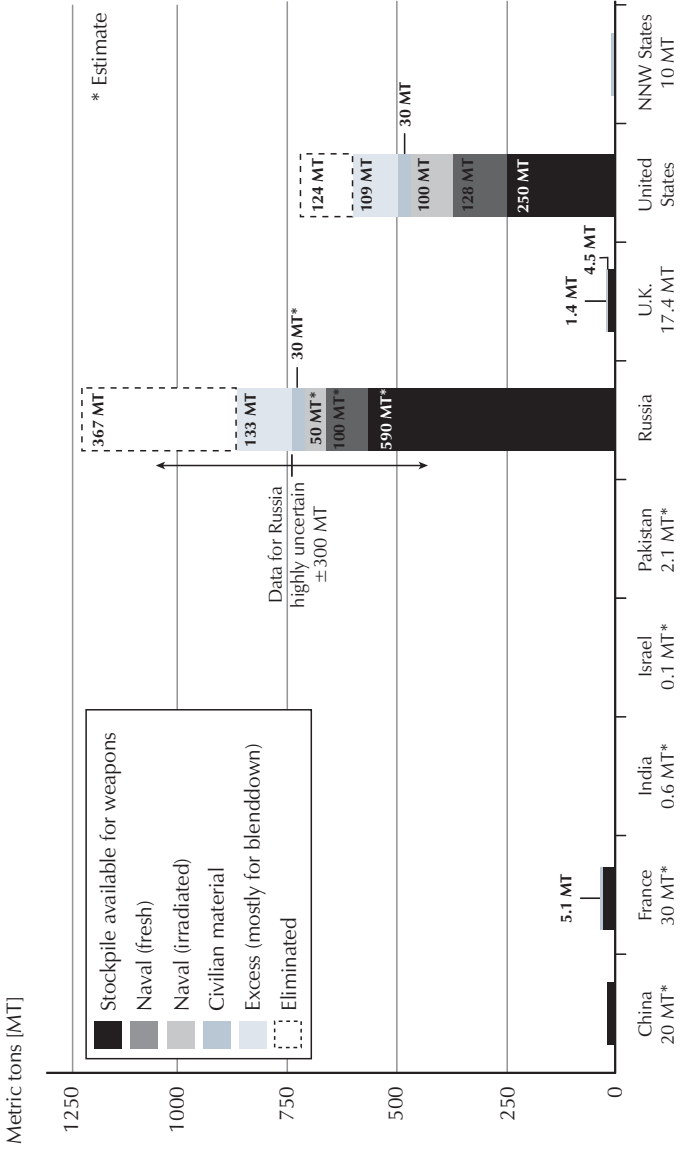 Metric tons [MT]
1250
1000
750
500
250
0
Stockpile available for weapons
Naval (fresh)
Naval (irradiated)
Civilian material
Excess (mostly for blenddown)
Eliminated
* Estimate
5.1 MT
Data for Russia
highly uncertain
±300 MT
367 MT
133 MT
30 MT*
50 MT*
100 MT*
590 MT*
1.4 MT
4.5 MT
124 MT
109 MT
30 MT
100 MT
128 MT
250 MT
China
20 MT*
France
30 MT*
India
0.6 MT*
Israel
0.1 MT*
Pakistan
2.1 MT*
Russia
U.K.
17.4 MT
United
States
NNW States
10 MT